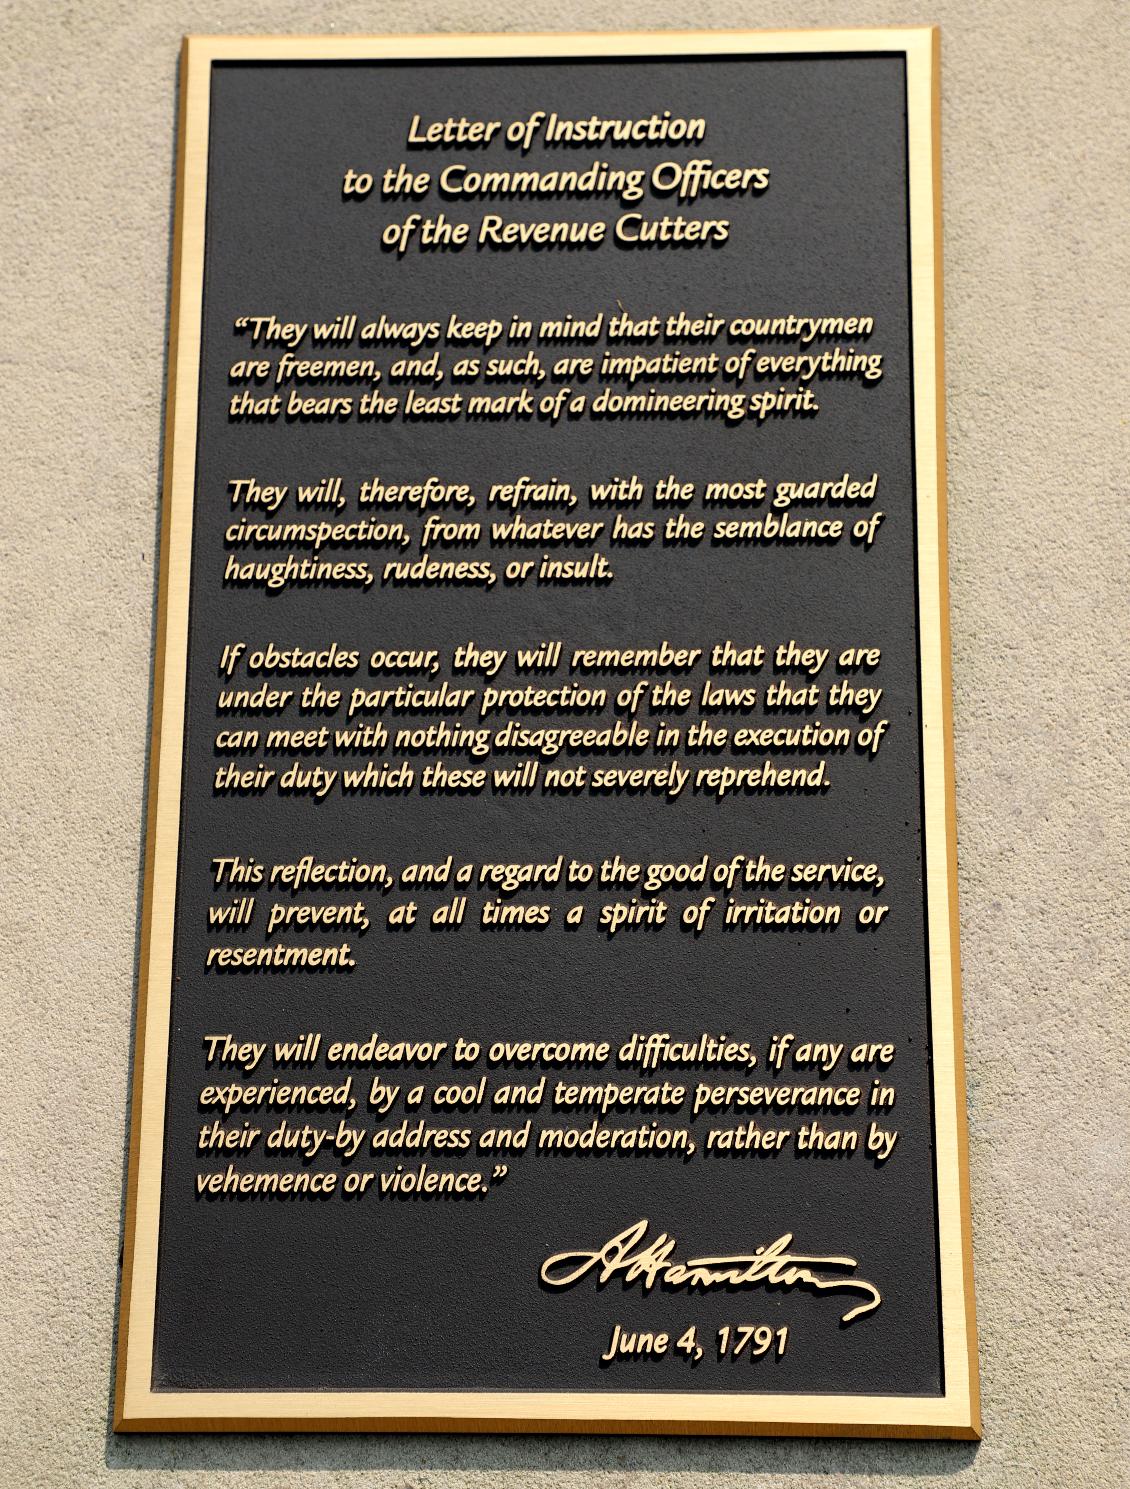 Letter of Instruction
to the Commanding Officers
of the Revenue Cutters
“They will always keep in mind that their countrymen
are freemen, and, as such, are impatient of everything
that bears the least mark of a domineering spirit.
They will, therefore, refrain, with the most guarded
circumspection, from whatever has the semblance of
haughtiness, rudeness, or insult.
If obstacles occur, they will remember that they are
under the particular protection of the laws that they
can meet with nothing disagreeable in the execution of
their duty which these will not severely reprehend.
This reflection, and a regard to the good of the service,
will prevent, at all times a spirit of irritation or
resentment.
They will endeavor to overcome difficulties, if any are
experienced, by a cool and temperate perseverance in
their duty-by address and moderation, rather than by
vehemence or violence.”
A Hamilton
June 4, 1791